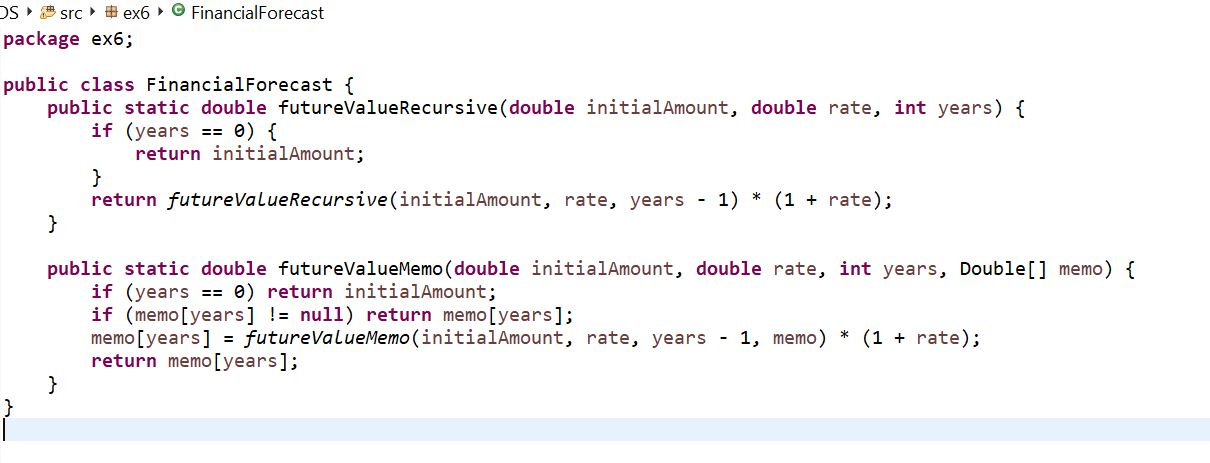 DS src ex6 FinancialForecast
package ex6;

public class FinancialForecast {
    public static double futureValueRecursive(double initialAmount, double rate, int years) {
        if (years == 0) {
            return initialAmount;
        }
        return futureValueRecursive(initialAmount, rate, years - 1) * (1 + rate);
    }

    public static double futureValueMemo(double initialAmount, double rate, int years, Double[] memo) {
        if (years == 0) return initialAmount;
        if (memo[years] != null) return memo[years];
        memo[years] = futureValueMemo(initialAmount, rate, years - 1, memo) * (1 + rate);
        return memo[years];
    }
}